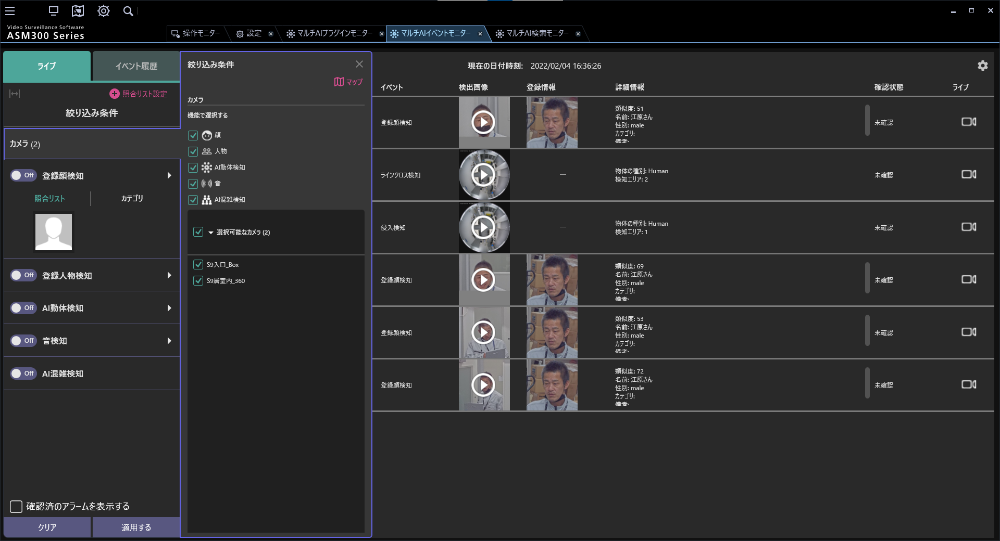 Video Surveillance Software
ASM300 Series
操作モニター
設定
マルチAIプラグインモニター
マルチAIイベントモニター
マルチAI検索モニター
ライブ
イベント履歴
照合リスト設定
絞り込み条件
カメラ (2)
Off 登録顔検知
照合リスト
カテゴリ
Off 登録人物検知
Off AI動体検知
Off 音検知
Off AI混雑検知
確認済のアラームを表示する
クリア
適用する
絞り込み条件
マップ
カメラ
機能で選択する
顔
人物
AI動体検知
音
AI混雑検知
選択可能なカメラ (2)
S9入口_Box
S9居室内_360
現在の日付時刻: 2022/02/04 16:36:26
イベント 検出画像 登録情報 詳細情報 確認状態 ライブ
登録顔検知
類似度: 51
名前: 江原さん
性別: male
カテゴリ:
備考:
未確認
ラインクロス検知
—
物体の種別: Human
検知エリア: 2
未確認
侵入検知
—
物体の種別: Human
検知エリア: 1
未確認
登録顔検知
類似度: 69
名前: 江原さん
性別: male
カテゴリ:
備考:
未確認
登録顔検知
類似度: 53
名前: 江原さん
性別: male
カテゴリ:
備考:
未確認
登録顔検知
類似度: 72
名前: 江原さん
性別: male
カテゴリ:
備考:
未確認